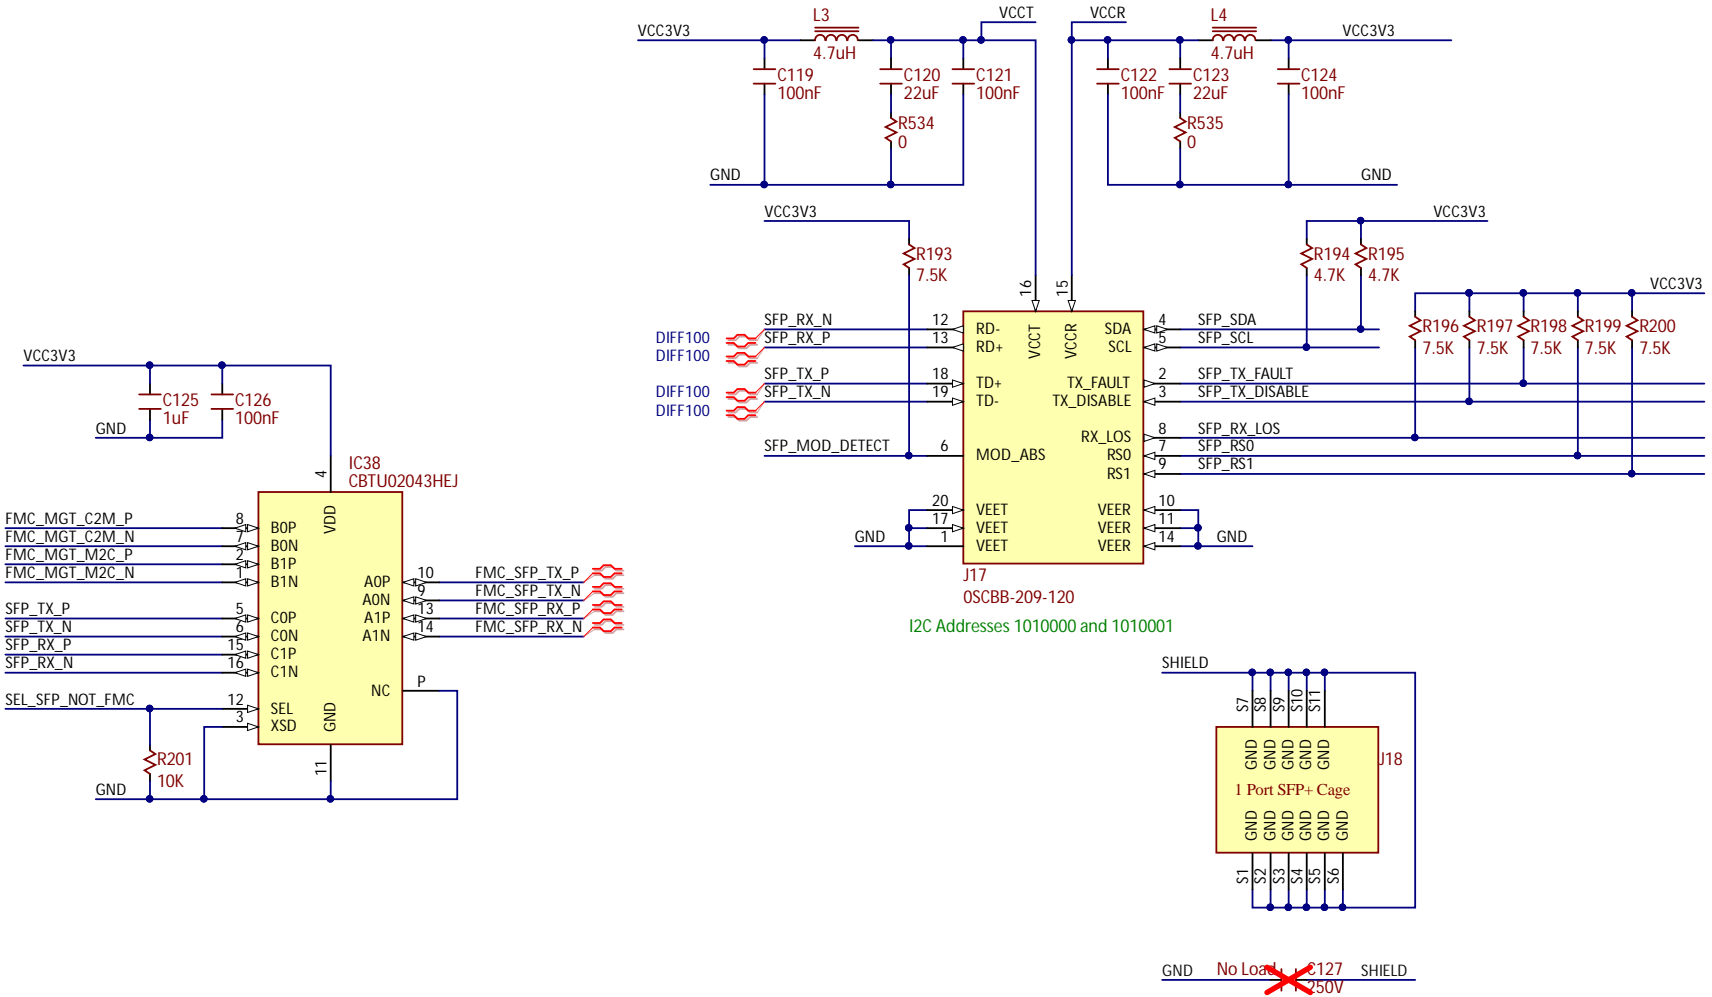 L3
VCCT
VCCR
L4
VCC3V3
VCC3V3
4.7uH
4.7uH
C119
100nF
C120
22uF
C121
100nF
C122
100nF
C123
22uF
C124
100nF
R534
0
R535
0
GND
GND
VCC3V3
VCC3V3
R193
7.5K
R194
4.7K
R195
4.7K
VCC3V3
R196
7.5K
R197
7.5K
R198
7.5K
R199
7.5K
R200
7.5K
16
15
DIFF100
DIFF100
DIFF100
DIFF100
SFP_RX_N
12
RD-
SFP_RX_P
13
RD+
SFP_TX_P
18
TD+
SFP_TX_N
19
TD-
SFP_MOD_DETECT
6
MOD_ABS
VCCT
VCCR
SDA
4
SFP_SDA
SCL
5
SFP_SCL
TX_FAULT
2
SFP_TX_FAULT
TX_DISABLE
3
SFP_TX_DISABLE
RX_LOS
8
SFP_RX_LOS
RS0
7
SFP_RS0
RS1
9
SFP_RS1
20
VEET
17
VEET
GND
1
VEET
VEER
10
VEER
11
VEER
14
GND
J17
0SCBB-209-120
I2C Addresses 1010000 and 1010001
VCC3V3
C125
1uF
C126
100nF
GND
4
IC38
CBTU02043HEJ
VDD
FMC_MGT_C2M_P
8
B0P
FMC_MGT_C2M_N
7
B0N
FMC_MGT_M2C_P
2
B1P
FMC_MGT_M2C_N
1
B1N
SFP_TX_P
5
C0P
SFP_TX_N
6
C0N
SFP_RX_P
15
C1P
SFP_RX_N
16
C1N
SEL_SFP_NOT_FMC
12
SEL
3
XSD
A0P
10
FMC_SFP_TX_P
A0N
9
FMC_SFP_TX_N
A1P
13
FMC_SFP_RX_P
A1N
14
FMC_SFP_RX_N
NC
P
GND
11
R201
10K
GND
SHIELD
S7
S8
S9
S10
S11
GND
GND
GND
GND
GND
J18
1 Port SFP+ Cage
GND
GND
GND
GND
GND
GND
S1
S2
S3
S4
S5
S6
GND
No Load
C127
250V
SHIELD